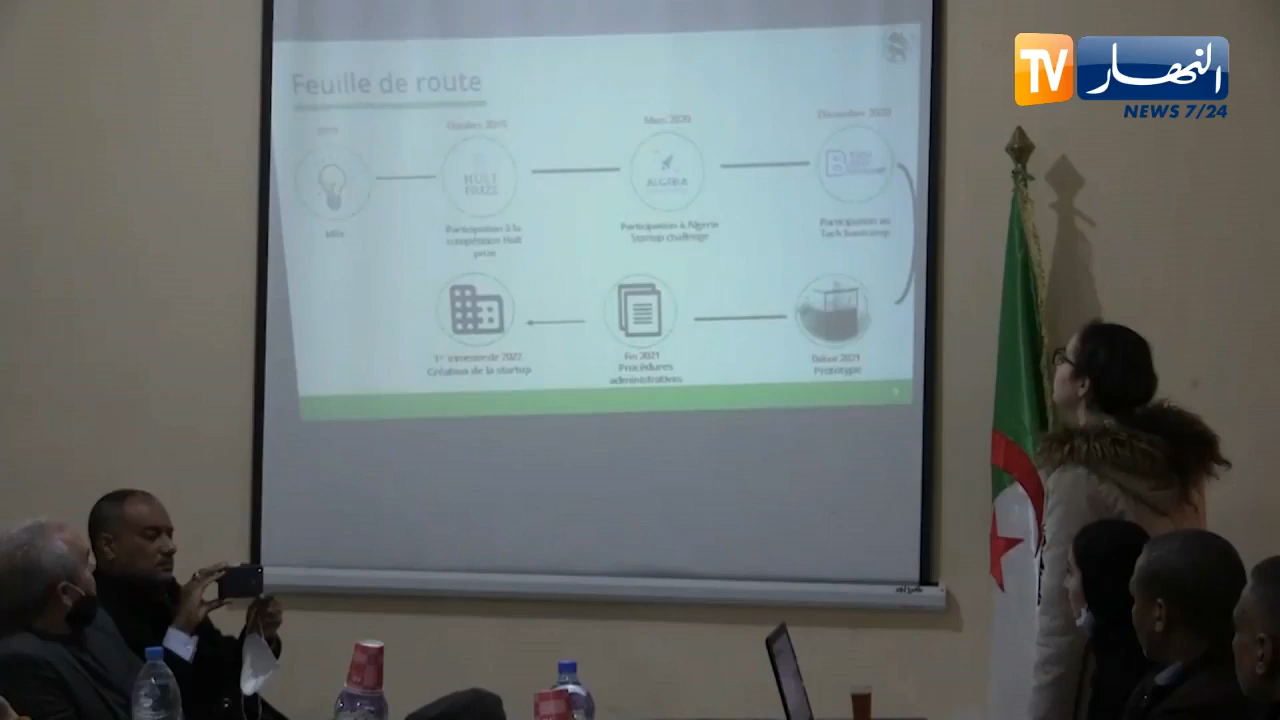 TV النهار
NEWS 7/24
Feuille de route
2019
Octobre 2019
Mars 2020
Décembre 2020
HULT
PRIZE
ALGERIA
B
Idée
Participation à la
compétition Hult
prize
Participation à Algeria
Startup challenge
Participation au
Tech bootcamp
1er trimestre de 2022
Création de la startup
Fin 2021
Procédures
administratives
Début 2021
Prototype